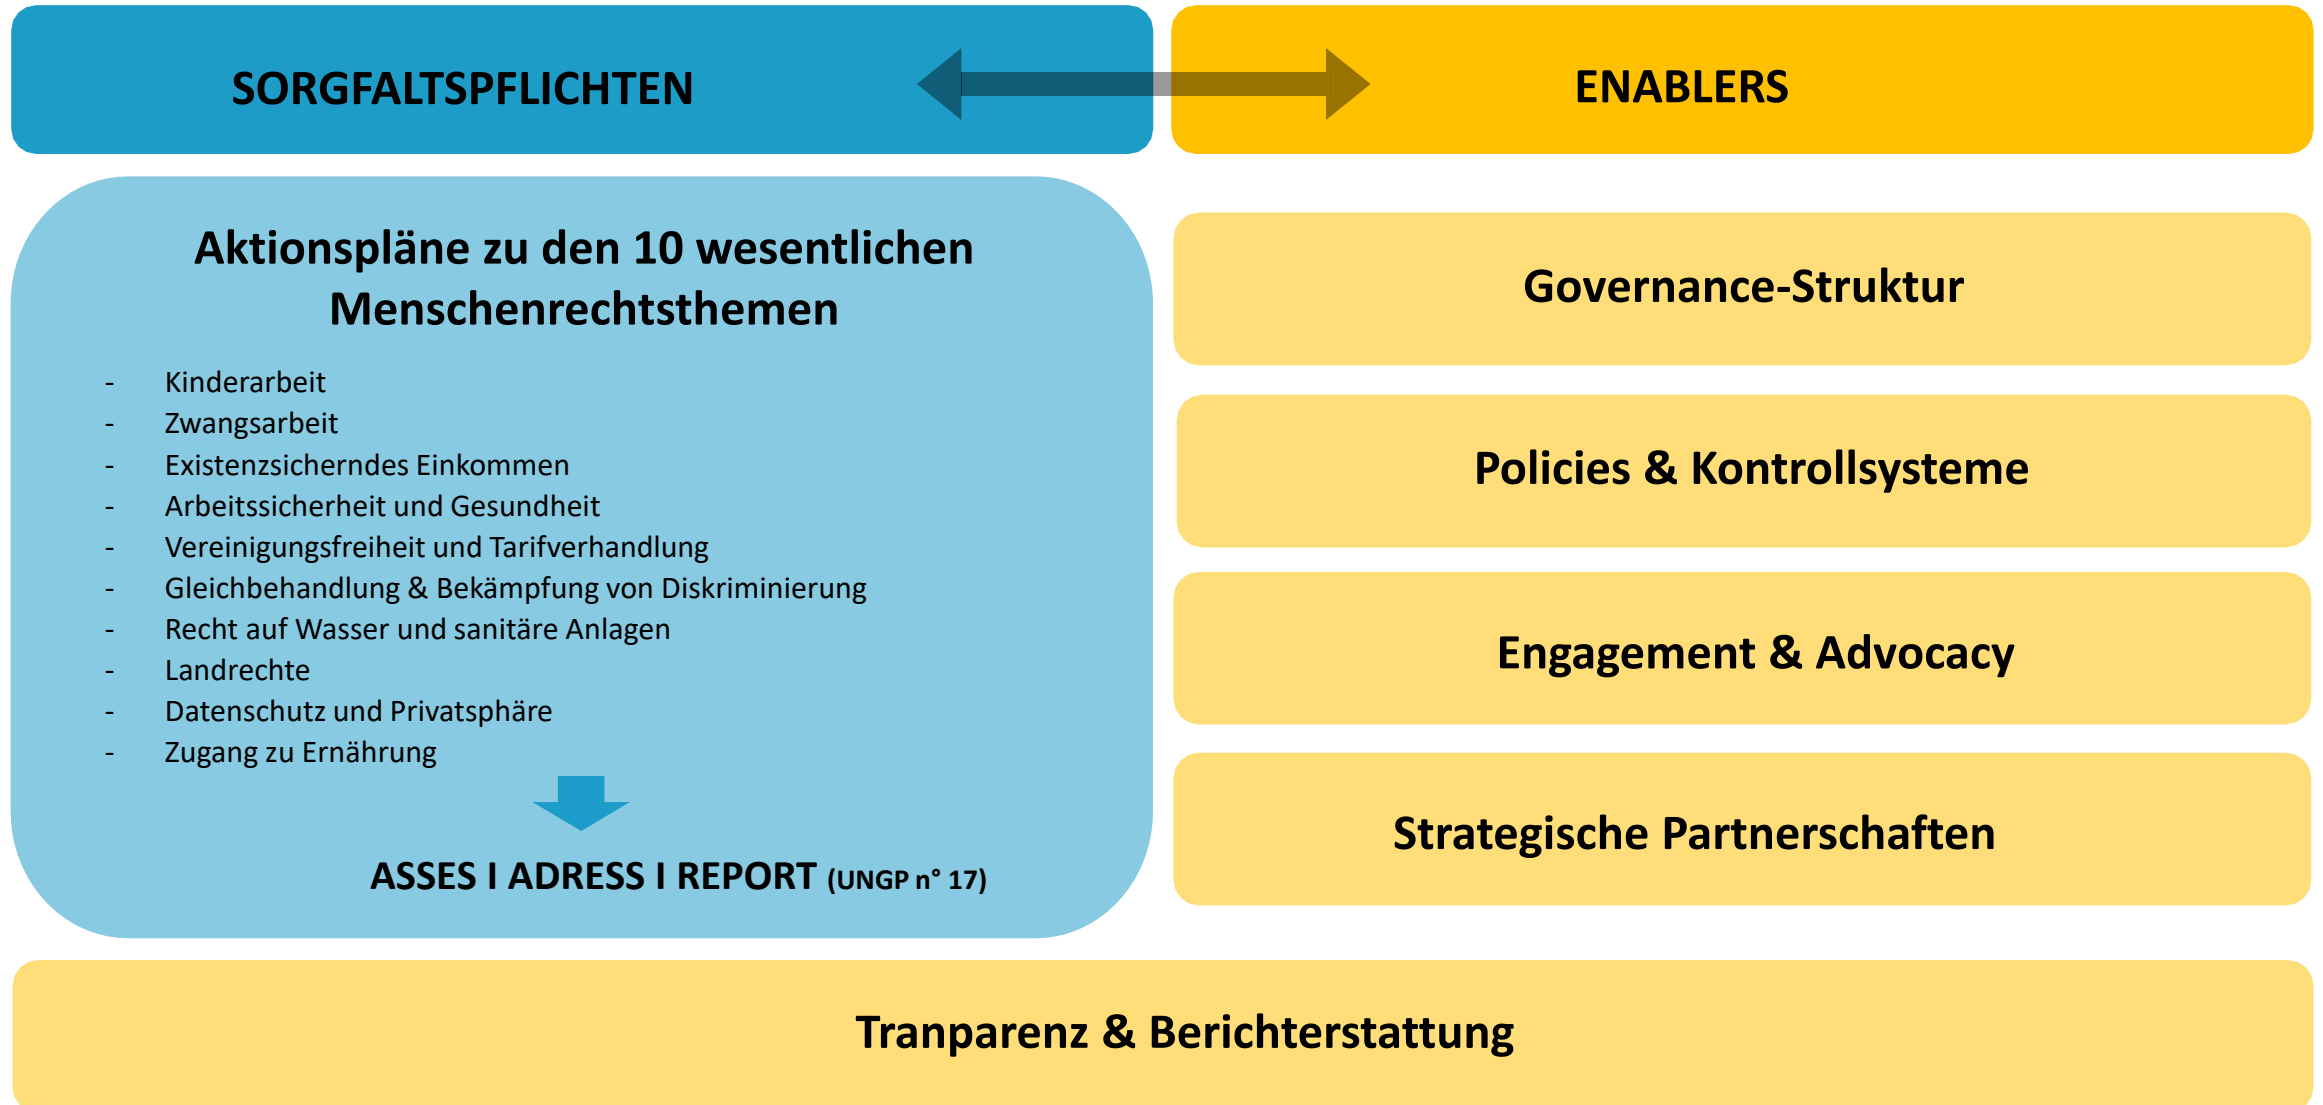 SORGFALTSPFLICHTEN
ENABLERS
Aktionspläne zu den 10 wesentlichen
Menschenrechtsthemen
- Kinderarbeit
- Zwangsarbeit
- Existenzsicherndes Einkommen
- Arbeitssicherheit und Gesundheit
- Vereinigungsfreiheit und Tarifverhandlung
- Gleichbehandlung & Bekämpfung von Diskriminierung
- Recht auf Wasser und sanitäre Anlagen
- Landrechte
- Datenschutz und Privatsphäre
- Zugang zu Ernährung
ASSES I ADRESS I REPORT (UNGP n° 17)
Governance-Struktur
Policies & Kontrollsysteme
Engagement & Advocacy
Strategische Partnerschaften
Tranparenz & Berichterstattung